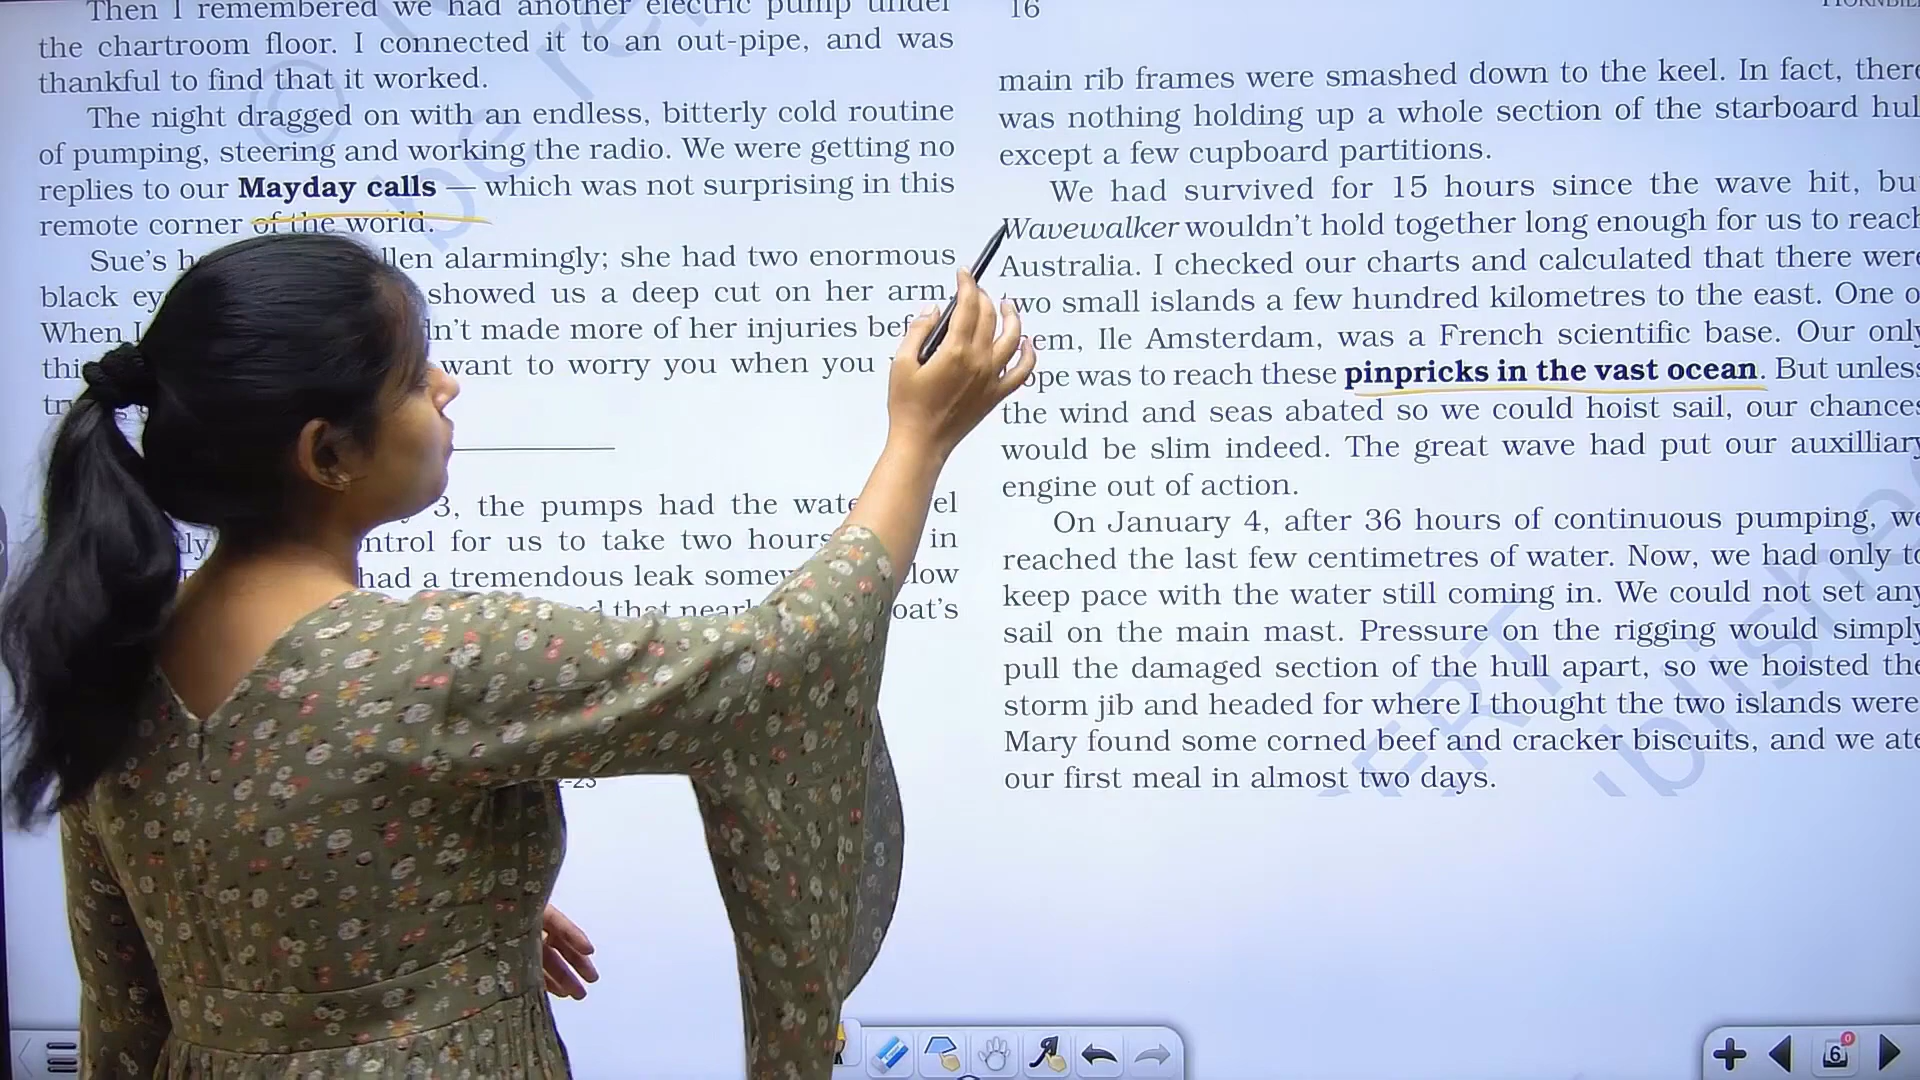 Then I remembered we had another electric pump under
the chartroom floor. I connected it to an out-pipe, and was
thankful to find that it worked.
The night dragged on with an endless, bitterly cold routine
of pumping, steering and working the radio. We were getting no
replies to our Mayday calls — which was not surprising in this
remote corner of the world.
Sue's alarmingly; she had two enormous
black showed us a deep cut on her arm.
When made more of her injuries
want to worry you when you
3, the pumps had the
for us to take two hours in
had a tremendous leak
that
16
main rib frames were smashed down to the keel. In fact, there
was nothing holding up a whole section of the starboard hull
except a few cupboard partitions.
We had survived for 15 hours since the wave hit, but
Wavewalker wouldn't hold together long enough for us to reach
Australia. I checked our charts and calculated that there were
two small islands a few hundred kilometres to the east. One of
them, Ile Amsterdam, was a French scientific base. Our only
hope was to reach these pinpricks in the vast ocean. But unless
the wind and seas abated so we could hoist sail, our chances
would be slim indeed. The great wave had put our auxilliary
engine out of action.
On January 4, after 36 hours of continuous pumping, we
reached the last few centimetres of water. Now, we had only to
keep pace with the water still coming in. We could not set any
sail on the main mast. Pressure on the rigging would simply
pull the damaged section of the hull apart, so we hoisted the
storm jib and headed for where I thought the two islands were.
Mary found some corned beef and cracker biscuits, and we ate
our first meal in almost two days.
6
0